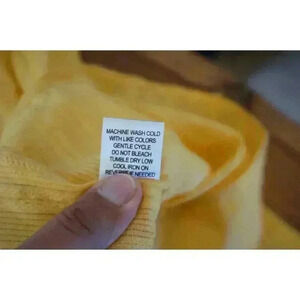 MACHINE WASH COLD
WITH LIKE COLORS
GENTLE CYCLE
DO NOT BLEACH
TUMBLE DRY LOW
COOL IRON ON
REVERSE IF NEEDED